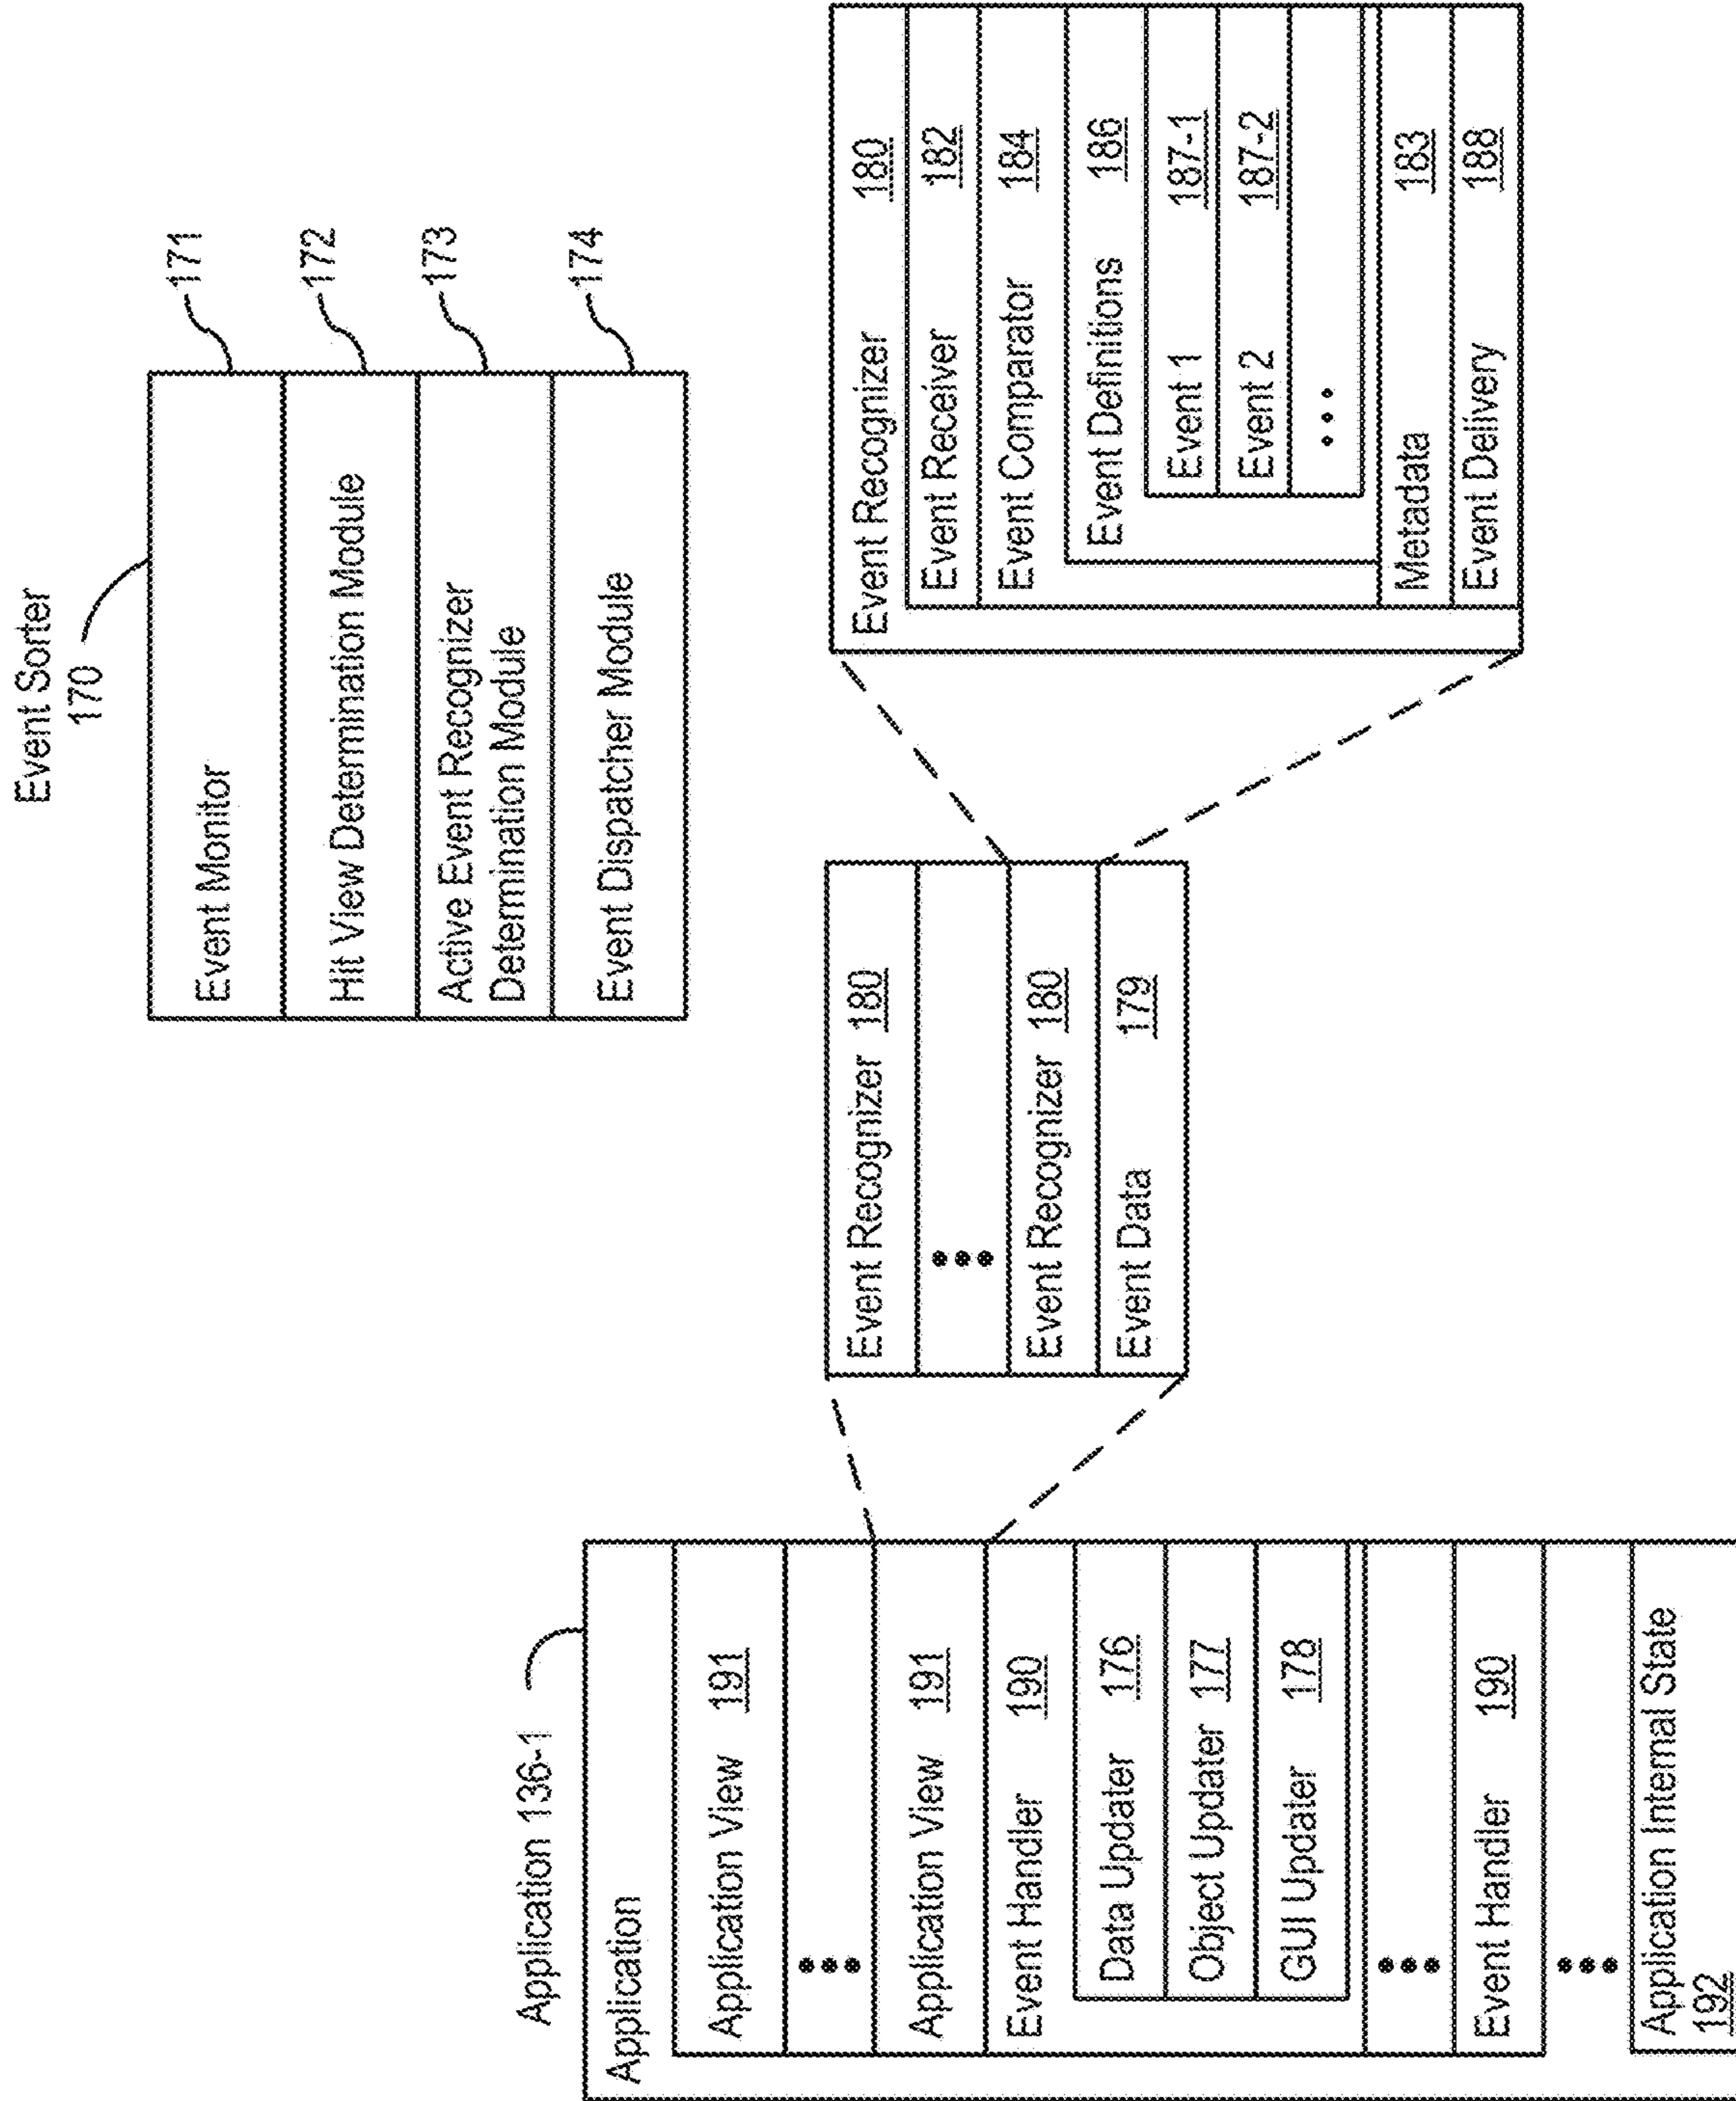 Event Sorter
170
Event Monitor
171
Hit View Determination Module
172
Active Event Recognizer
Determination Module
173
Event Dispatcher Module
174
Application 136-1
Application
Application View 191
•••
Application View 191
Event Handler 190
Data Updater 176
Object Updater 177
GUI Updater 178
•••
Event Handler 190
•••
Application Internal State
192
Event Recognizer 180
•••
Event Recognizer 180
Event Data 179
Event Recognizer 180
Event Receiver 182
Event Comparator 184
Event Definitions 186
Event 1 187-1
Event 2 187-2
•••
Metadata 183
Event Delivery 188